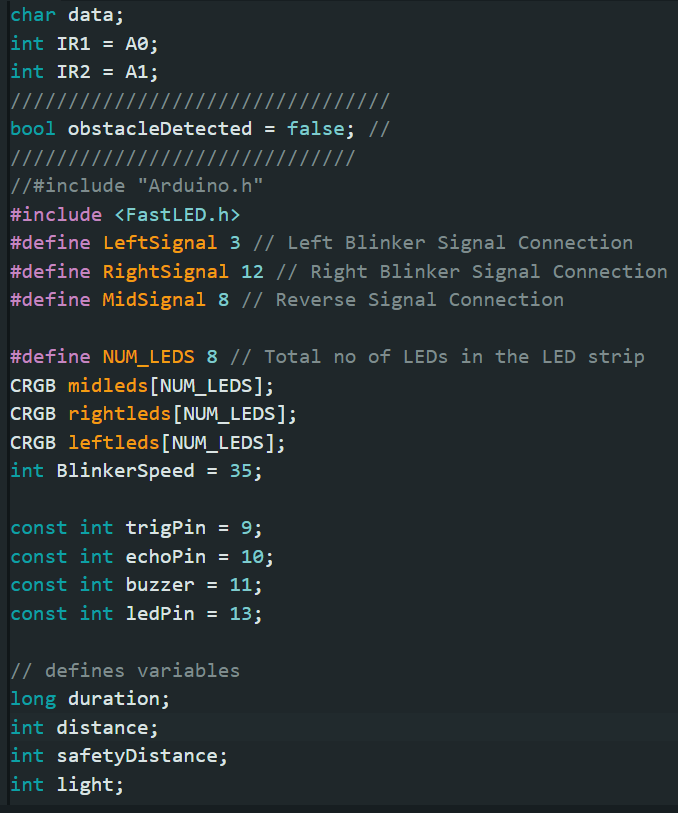 char data;
int IR1 = A0;
int IR2 = A1;
/////////////////////////////////
bool obstacleDetected = false; //
//////////////////////////////
//#include "Arduino.h"
#include <FastLED.h>
#define LeftSignal 3 // Left Blinker Signal Connection
#define RightSignal 12 // Right Blinker Signal Connection
#define MidSignal 8 // Reverse Signal Connection
#define NUM_LEDS 8 // Total no of LEDs in the LED strip
CRGB midleds[NUM_LEDS];
CRGB rightleds[NUM_LEDS];
CRGB leftleds[NUM_LEDS];
int BlinkerSpeed = 35;
const int trigPin = 9;
const int echoPin = 10;
const int buzzer = 11;
const int ledPin = 13;
// defines variables
long duration;
int distance;
int safetyDistance;
int light;